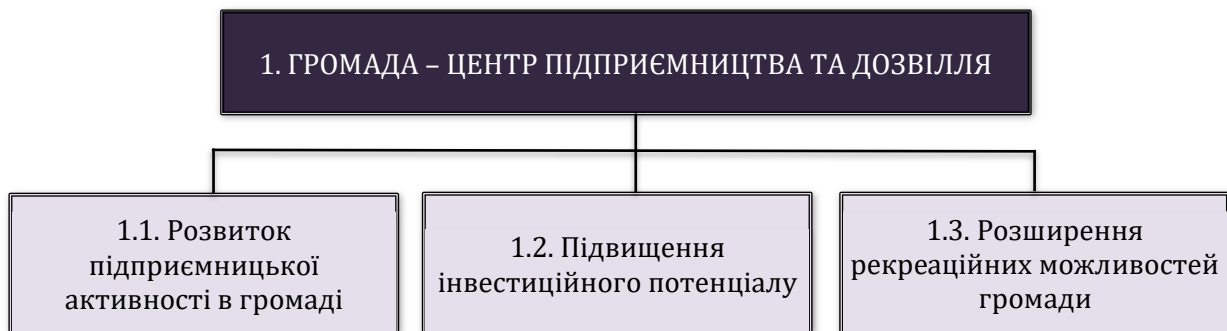 1. ГРОМАДА – ЦЕНТР ПІДПРИЄМНИЦТВА ТА ДОЗВІЛЛЯ
1.1. Розвиток
підприємницької
активності в громаді
1.2. Підвищення
інвестиційного потенціалу
1.3. Розширення
рекреаційних можливостей
громади